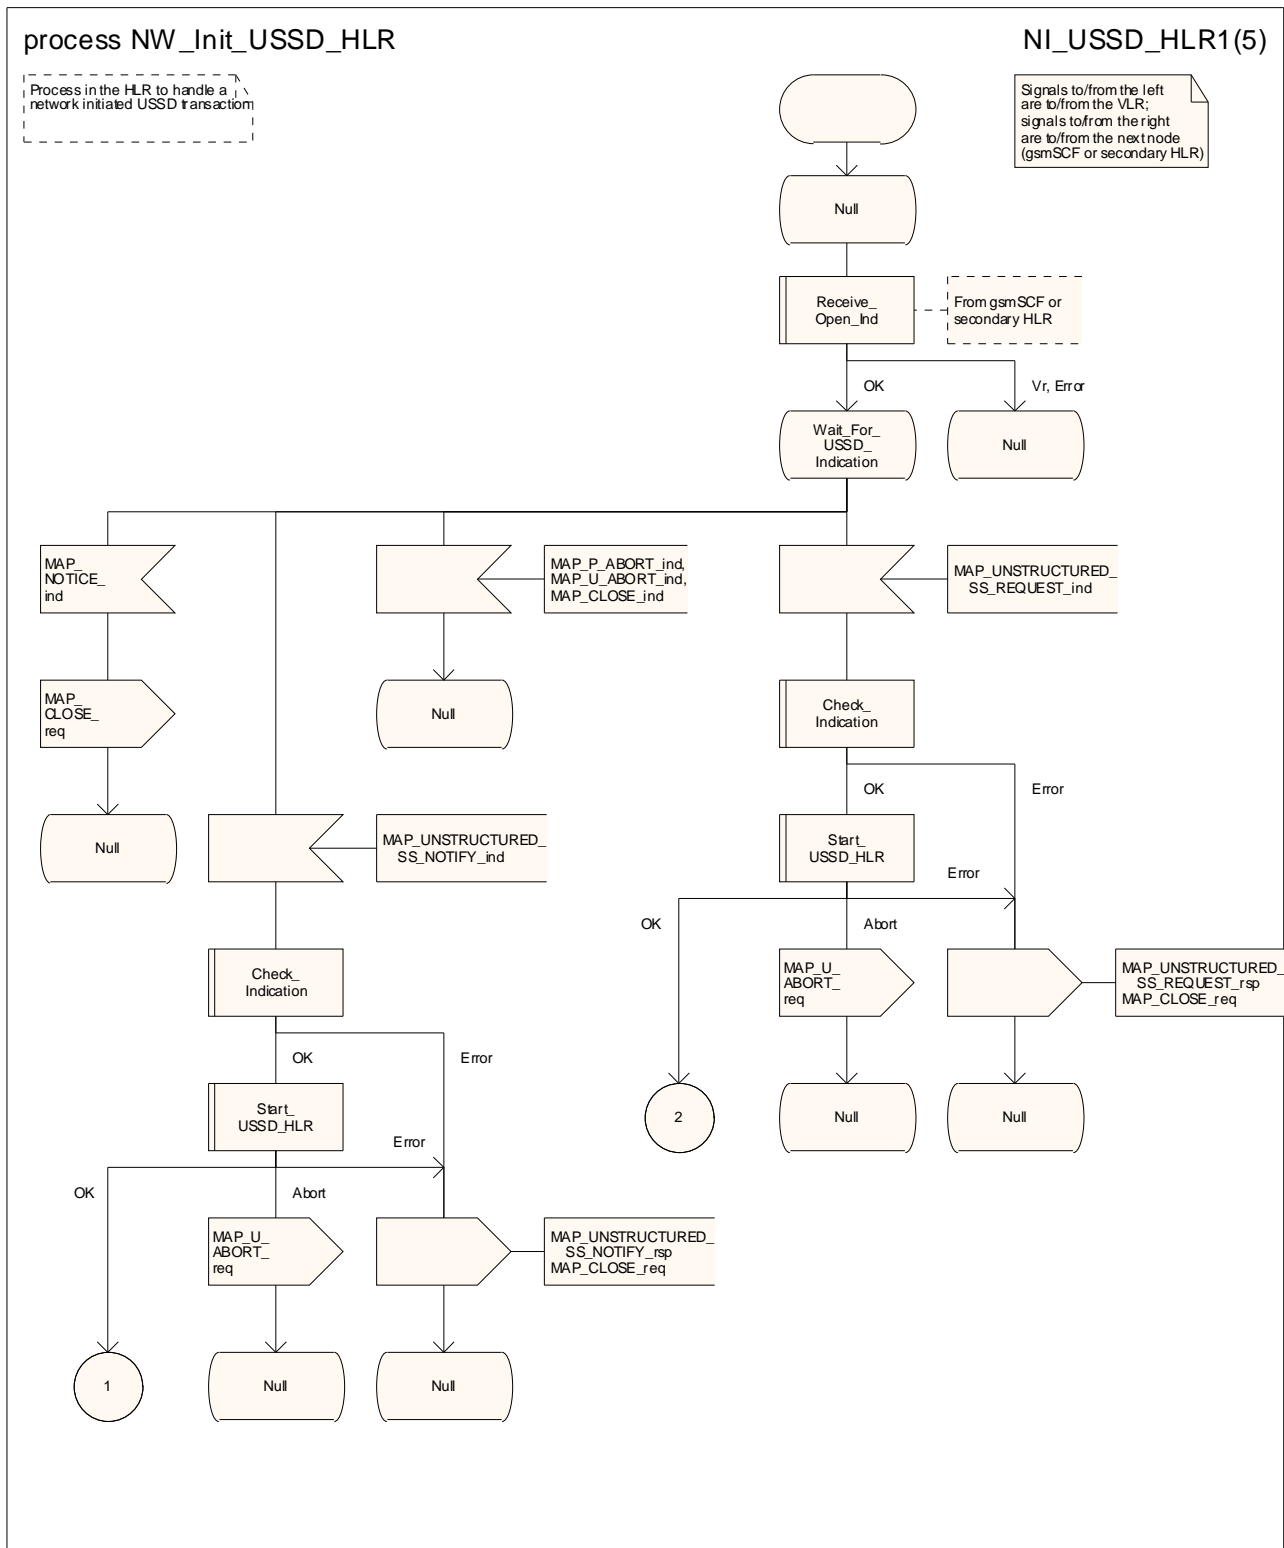 process NW_Init_USSD_HLR
NI_USSD_HLR1(5)
Process in the HLR to handle a
network initiated USSD transaction
Signals to/from the left
are to/from the VLR;
signals to/from the right
are to/from the next node
(gsmSCF or secondary HLR)
Null
Receive_
Open_Ind
From gsmSCF or
secondary HLR
OK
Vr, Error
Wait_For_
USSD_
Indication
Null
MAP_
NOTICE_
ind
MAP_P_ABORT_ind,
MAP_U_ABORT_ind,
MAP_CLOSE_ind
MAP_UNSTRUCTURED_
SS_REQUEST_ind
MAP_
CLOSE_
req
Null
Check_
Indication
OK
Error
Null
MAP_UNSTRUCTURED_
SS_NOTIFY_ind
Start_
USSD_HLR
Error
OK
Abort
Check_
Indication
MAP_U_
ABORT_
req
MAP_UNSTRUCTURED_
SS_REQUEST_rsp
MAP_CLOSE_req
OK
Error
Start_
USSD_HLR
2
Null
Null
Error
OK
Abort
MAP_U_
ABORT_
req
MAP_UNSTRUCTURED_
SS_NOTIFY_rsp
MAP_CLOSE_req
1
Null
Null